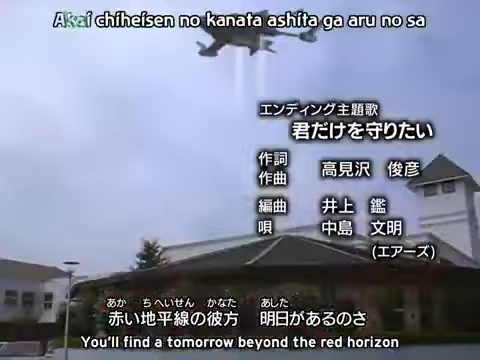 Akai chiheisen no kanata ashita ga aru no sa
エンディング主題歌
君だけを守りたい
作詞
作曲
高見沢 俊彦
編曲 井上 鑑
唄 中島 文明
(エアーズ)
あか ちへいせん かなた あした
赤い地平線の彼方 明日があるのさ
You'll find a tomorrow beyond the red horizon